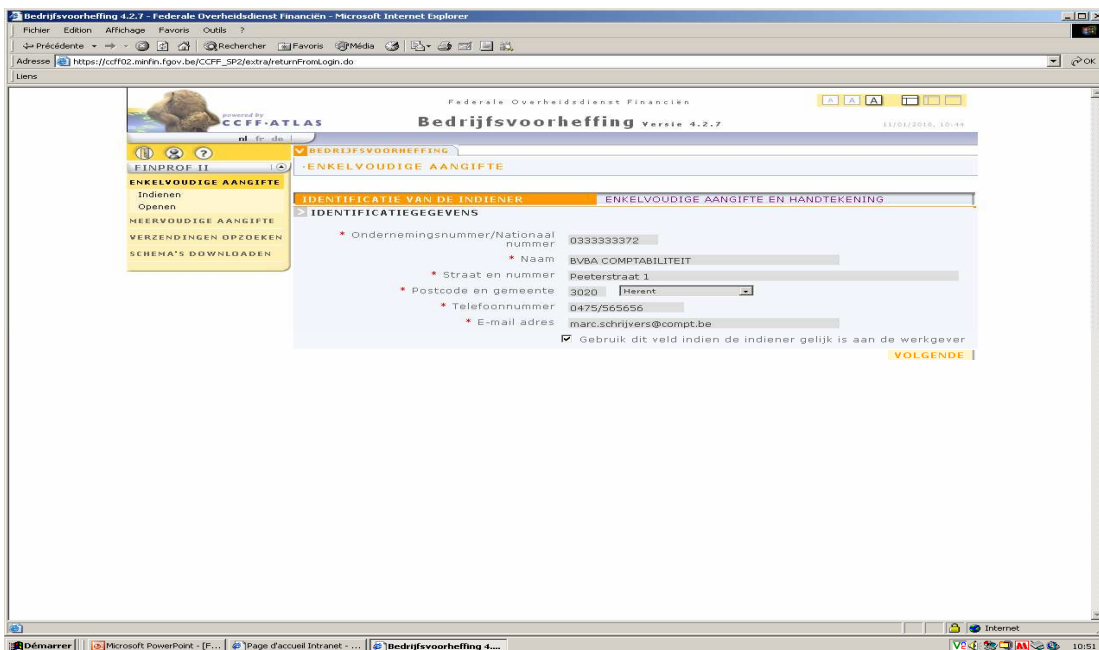 Bedrijfsvoorheffing 4.2.7 - Federale Overheidsdienst Financiën - Microsoft Internet Explorer
Fichier Edition Affichage Favoris Outils ?
Précédente Rechercher Favoris Média
Adresse https://ccff02.minfin.fgov.be/CCFF_SP2/extra/returnFromLogin.do OK
Liens
Federale Overheidsdienst Financiën A A A
powered by
CCFF-ATLAS Bedrijfsvoorheffing Versie 4.2.7 11/01/2010, 10:44
nl fr de
BEDRIJFSVOORHEFFING
FINPROF II ENKELVOUDIGE AANGIFTE
ENKELVOUDIGE AANGIFTE
Indienen
Openen
MEERVOUDIGE AANGIFTE
VERZENDINGEN OPZOEKEN
SCHEMA'S DOWNLOADEN
IDENTIFICATIE VAN DE INDIENER ENKELVOUDIGE AANGIFTE EN HANDTEKENING
IDENTIFICATIEGEGEVENS
* Ondernemingsnummer/Nationaal nummer 0333333372
* Naam BVBA COMPTABILITEIT
* Straat en nummer Peeterstraat 1
* Postcode en gemeente 3020 Herent
* Telefoonnummer 0475/565656
* E-mail adres marc.schrijvers@compt.be
Gebruik dit veld indien de indiener gelijk is aan de werkgever
VOLGENDE
Internet
Démarrer Microsoft PowerPoint - [F... Page d'accueil Intranet - ... Bedrijfsvoorheffing 4.... 10:51